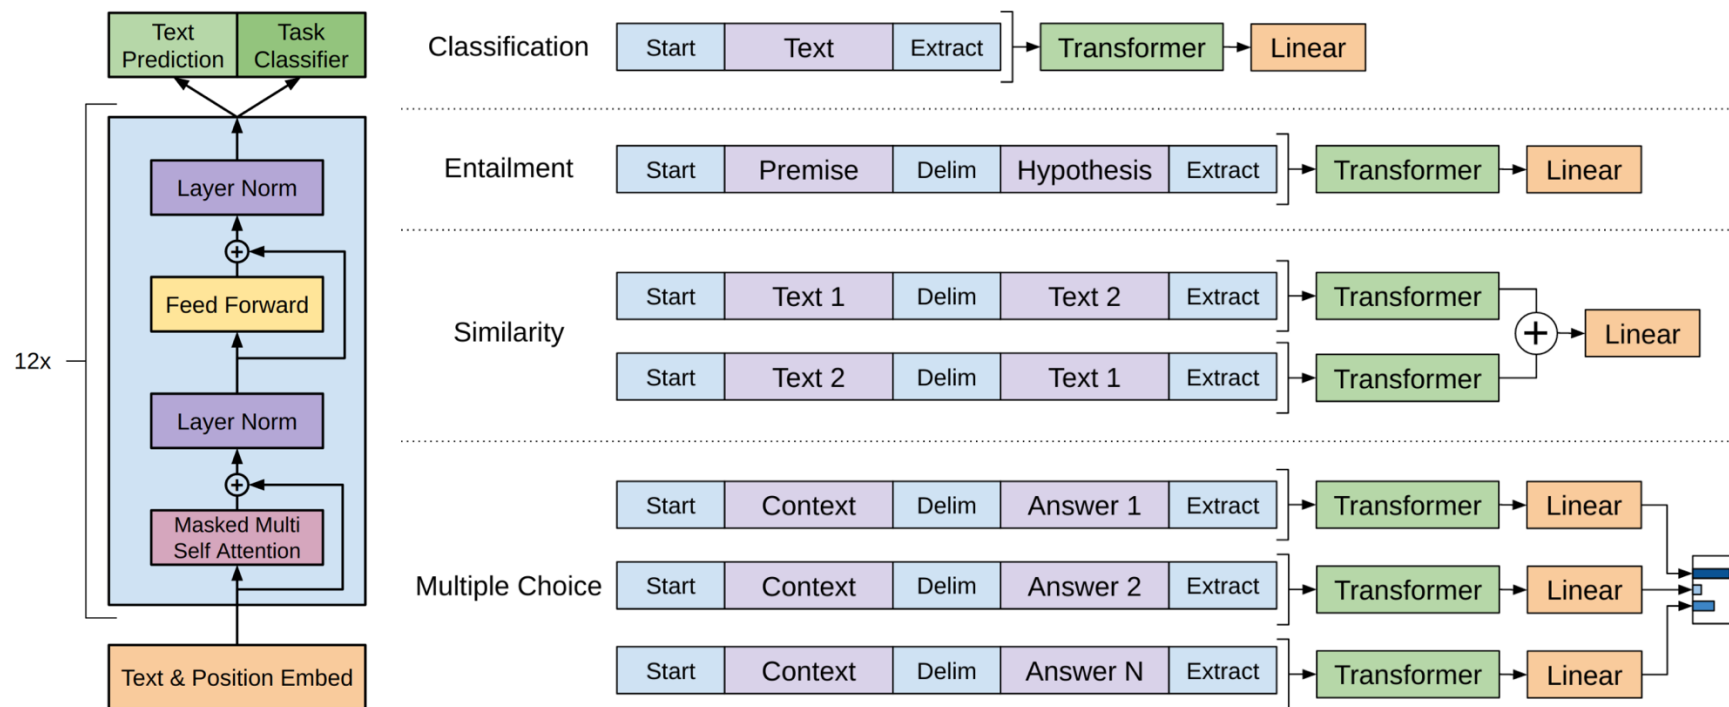 Text
Prediction
Task
Classifier
12x
Layer Norm
+
Feed Forward
Layer Norm
+
Masked Multi
Self Attention
Text & Position Embed
Classification
Start Text Extract Transformer Linear
Entailment
Start Premise Delim Hypothesis Extract Transformer Linear
Similarity
Start Text 1 Delim Text 2 Extract Transformer
+ Linear
Start Text 2 Delim Text 1 Extract Transformer
Multiple Choice
Start Context Delim Answer 1 Extract Transformer Linear
Start Context Delim Answer 2 Extract Transformer Linear
Start Context Delim Answer N Extract Transformer Linear